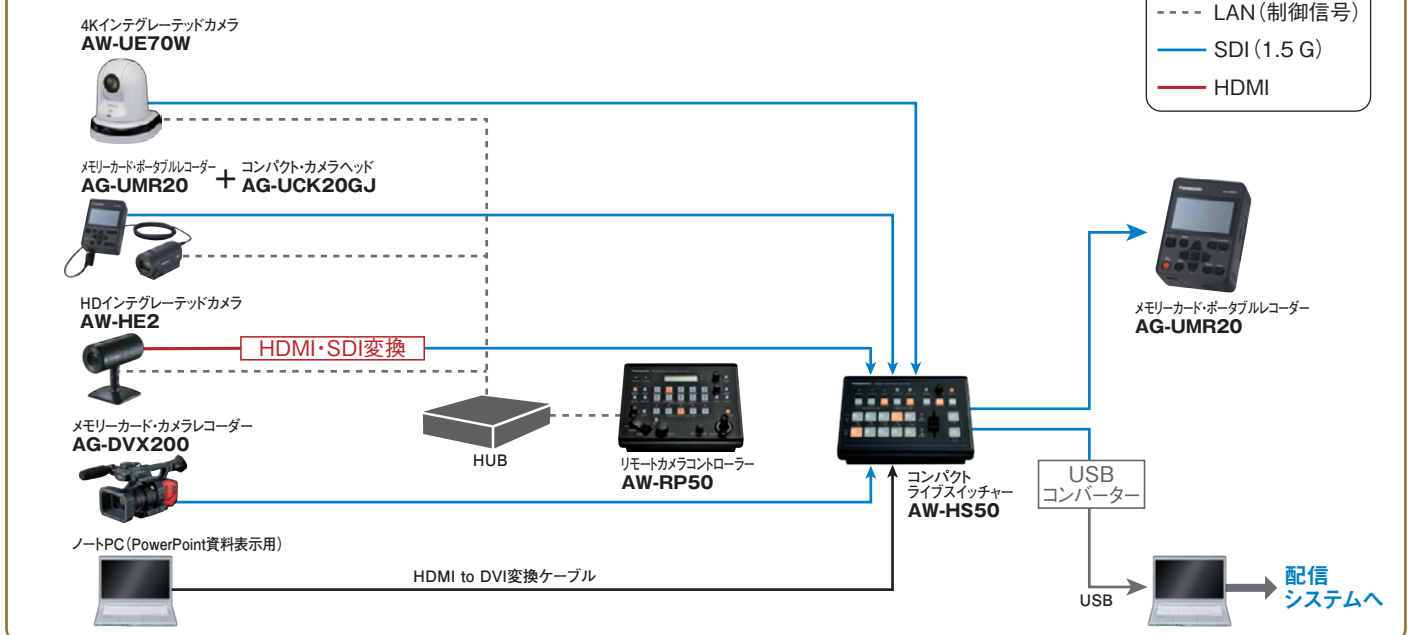 LAN（制御信号）
SDI（1.5 G）
HDMI
4Kインテグレーテッドカメラ
AW-UE70W
メモリーカード・ポータブルレコーダー
AG-UMR20
＋
コンパクト・カメラヘッド
AG-UCK20GJ
HDインテグレーテッドカメラ
AW-HE2
HDMI・SDI変換
メモリーカード・カメラレコーダー
AG-DVX200
HUB
リモートカメラコントローラー
AW-RP50
コンパクト
ライブスイッチャー
AW-HS50
メモリーカード・ポータブルレコーダー
AG-UMR20
USB
コンバーター
ノートPC（PowerPoint資料表示用）
HDMI to DVI変換ケーブル
USB
配信
システムへ